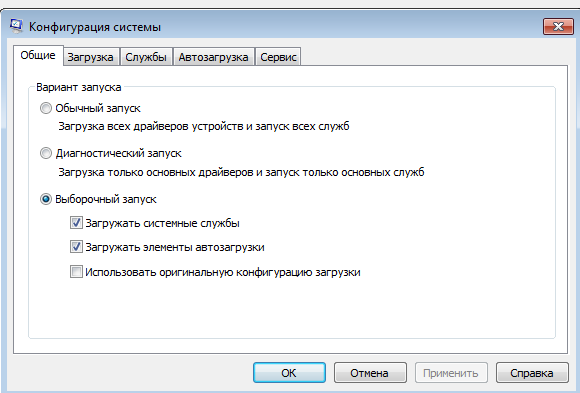 Конфигурация системы
Общие Загрузка Службы Автозагрузка Сервис
Вариант запуска
Обычный запуск
Загрузка всех драйверов устройств и запуск всех служб
Диагностический запуск
Загрузка только основных драйверов и запуск только основных служб
Выборочный запуск
Загружать системные службы
Загружать элементы автозагрузки
Использовать оригинальную конфигурацию загрузки
ОК Отмена Применить Справка